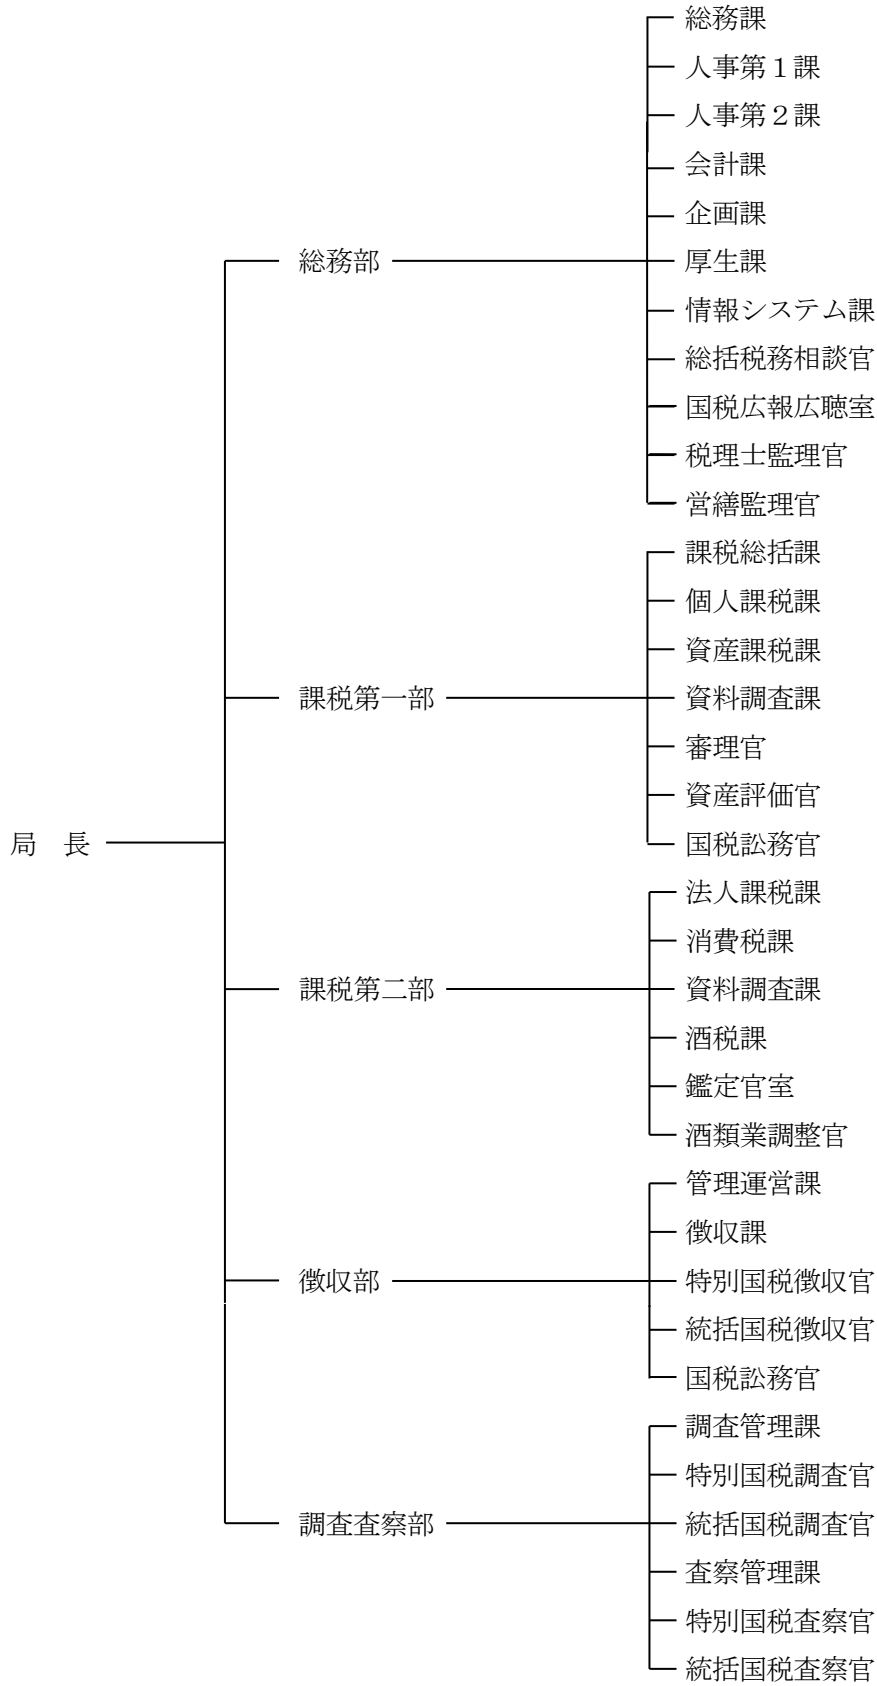 総務課
人事第１課
人事第２課
会計課
企画課
総務部
厚生課
情報システム課
総括税務相談官
国税広報広聴室
税理士監理官
営繕監理官
課税総括課
個人課税課
資産課税課
課税第一部
資料調査課
審理官
資産評価官
局　長
国税訟務官
法人課税課
消費税課
課税第二部
資料調査課
酒税課
鑑定官室
酒類業調整官
管理運営課
徴収課
徴収部
特別国税徴収官
統括国税徴収官
国税訟務官
調査管理課
特別国税調査官
調査査察部
統括国税調査官
査察管理課
特別国税査察官
統括国税査察官